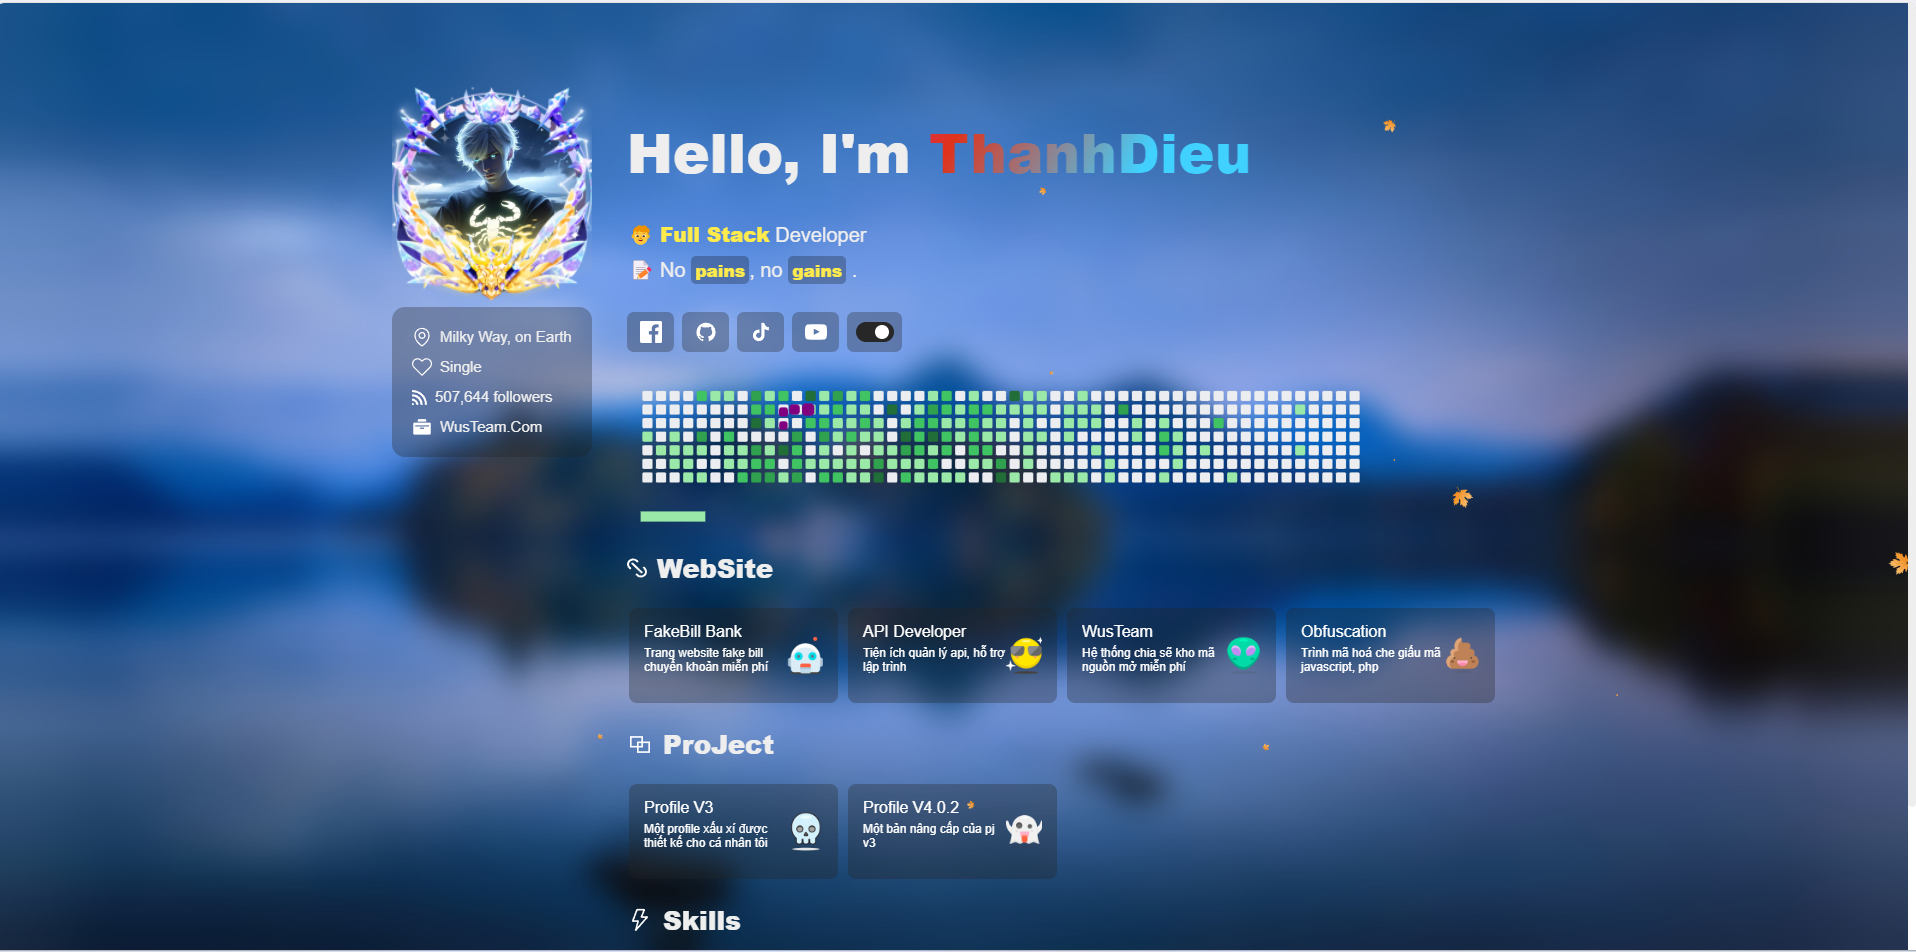 Hello, I'm ThanhDieu
Full Stack Developer
No pains, no gains .
Milky Way, on Earth
Single
507,644 followers
WusTeam.Com
WebSite
FakeBill Bank
Trang website fake bill
chuyển khoản miễn phí
API Developer
Tiện ích quản lý api, hỗ trợ
lập trình
WusTeam
Hệ thống chia sẽ kho mã
nguồn mở miễn phí
Obfuscation
Trình mã hoá che giấu mã
javascript, php
ProJect
Profile V3
Một profile xấu xí được
thiết kế cho cá nhân tôi
Profile V4.0.2
Một bản nâng cấp của pj
v3
Skills